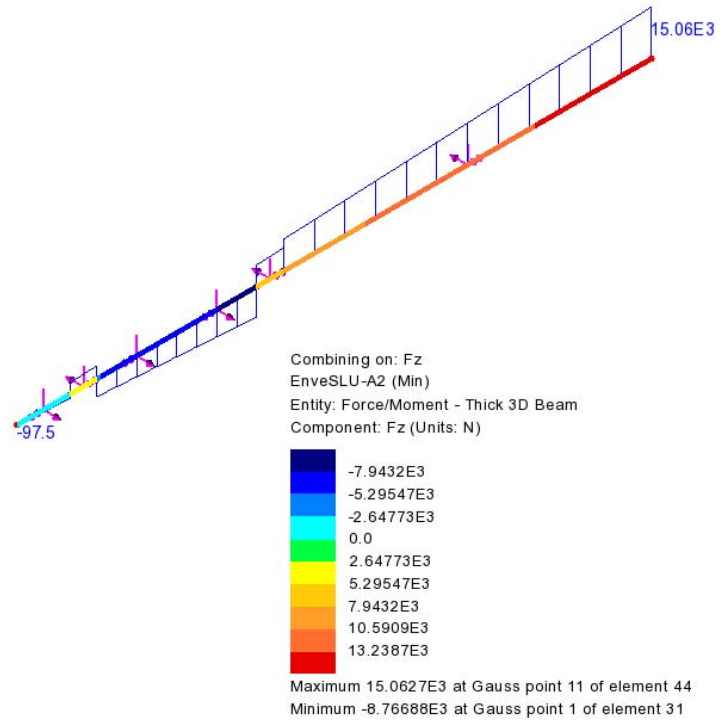 15.06E3
-97.5
Combining on: Fz
EnveSLU-A2 (Min)
Entity: Force/Moment - Thick 3D Beam
Component: Fz (Units: N)
-7.9432E3
-5.29547E3
-2.64773E3
0.0
2.64773E3
5.29547E3
7.9432E3
10.5909E3
13.2387E3
Maximum 15.0627E3 at Gauss point 11 of element 44
Minimum -8.76688E3 at Gauss point 1 of element 31